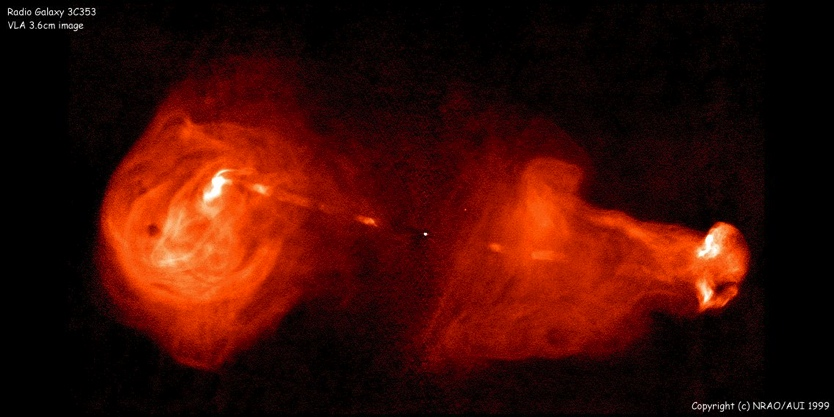 Radio Galaxy 3C353
VLA 3.6cm image
Copyright (c) NRAO/AUI 1999